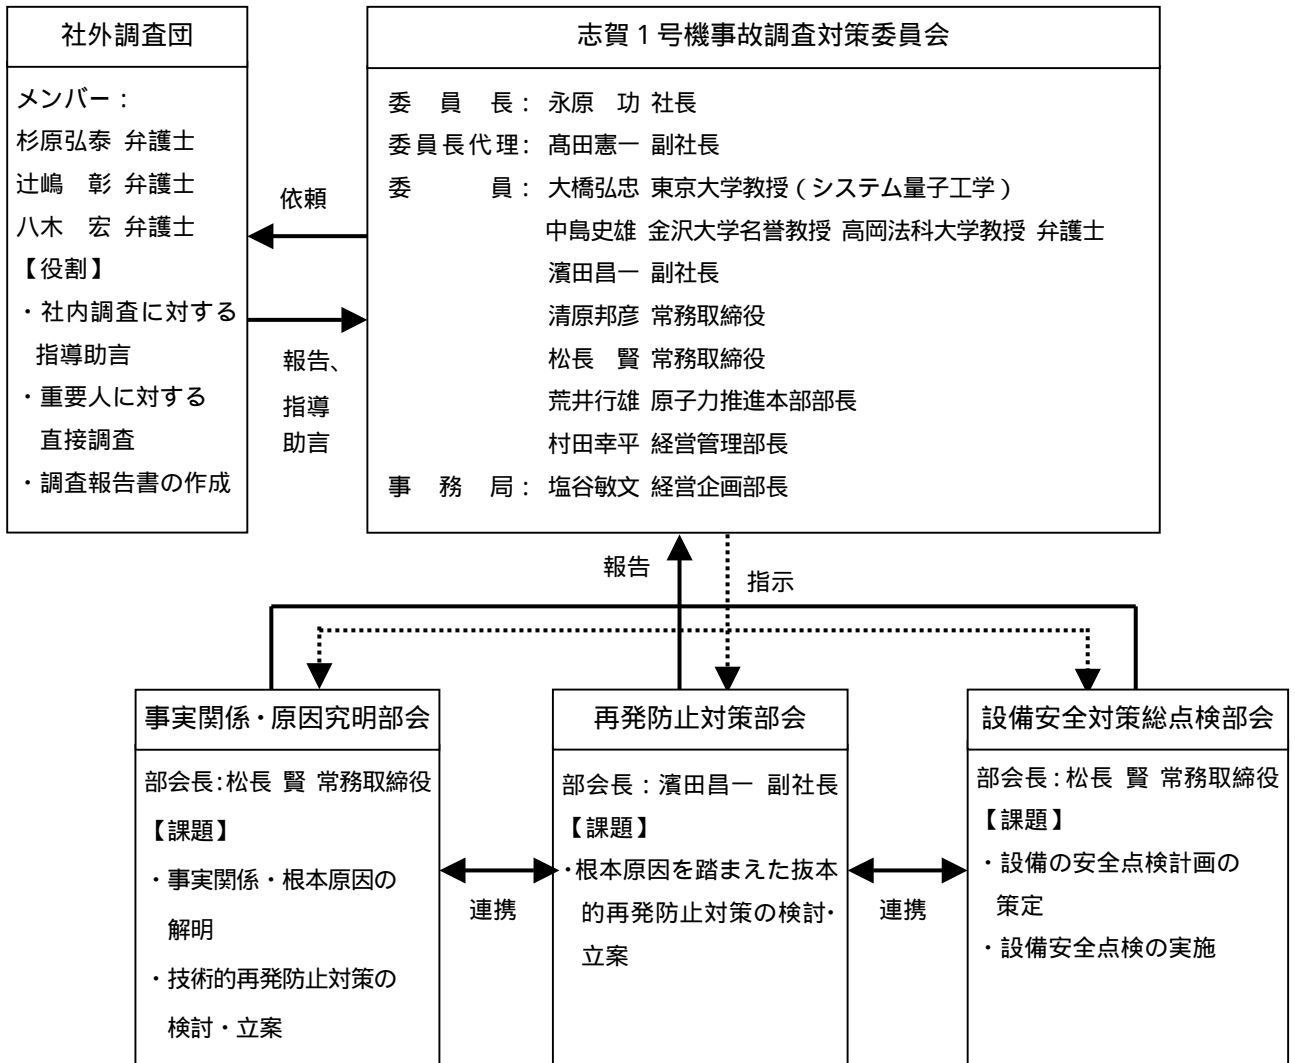 社外調査団
メンバー：
杉原弘泰 弁護士
辻嶋　彰 弁護士
八木　宏 弁護士
【役割】
・社内調査に対する
指導助言
・重要人に対する
直接調査
・調査報告書の作成
依頼
報告、
指導
助言
志賀１号機事故調査対策委員会
委　員　長：永原　功 社長
委員長代理：髙田憲一 副社長
委　　　員：大橋弘忠 東京大学教授（システム量子工学）
中島史雄 金沢大学名誉教授 高岡法科大学教授 弁護士
濱田昌一 副社長
清原邦彦 常務取締役
松長　賢 常務取締役
荒井行雄 原子力推進本部部長
村田幸平 経営管理部長
事　務　局：塩谷敏文 経営企画部長
報告
指示
事実関係・原因究明部会
部会長：松長 賢 常務取締役
【課題】
・事実関係・根本原因の
解明
・技術的再発防止対策の
検討・立案
連携
再発防止対策部会
部会長：濱田昌一 副社長
【課題】
・根本原因を踏まえた抜本
的再発防止対策の検討・
立案
連携
設備安全対策総点検部会
部会長：松長 賢 常務取締役
【課題】
・設備の安全点検計画の
策定
・設備安全点検の実施